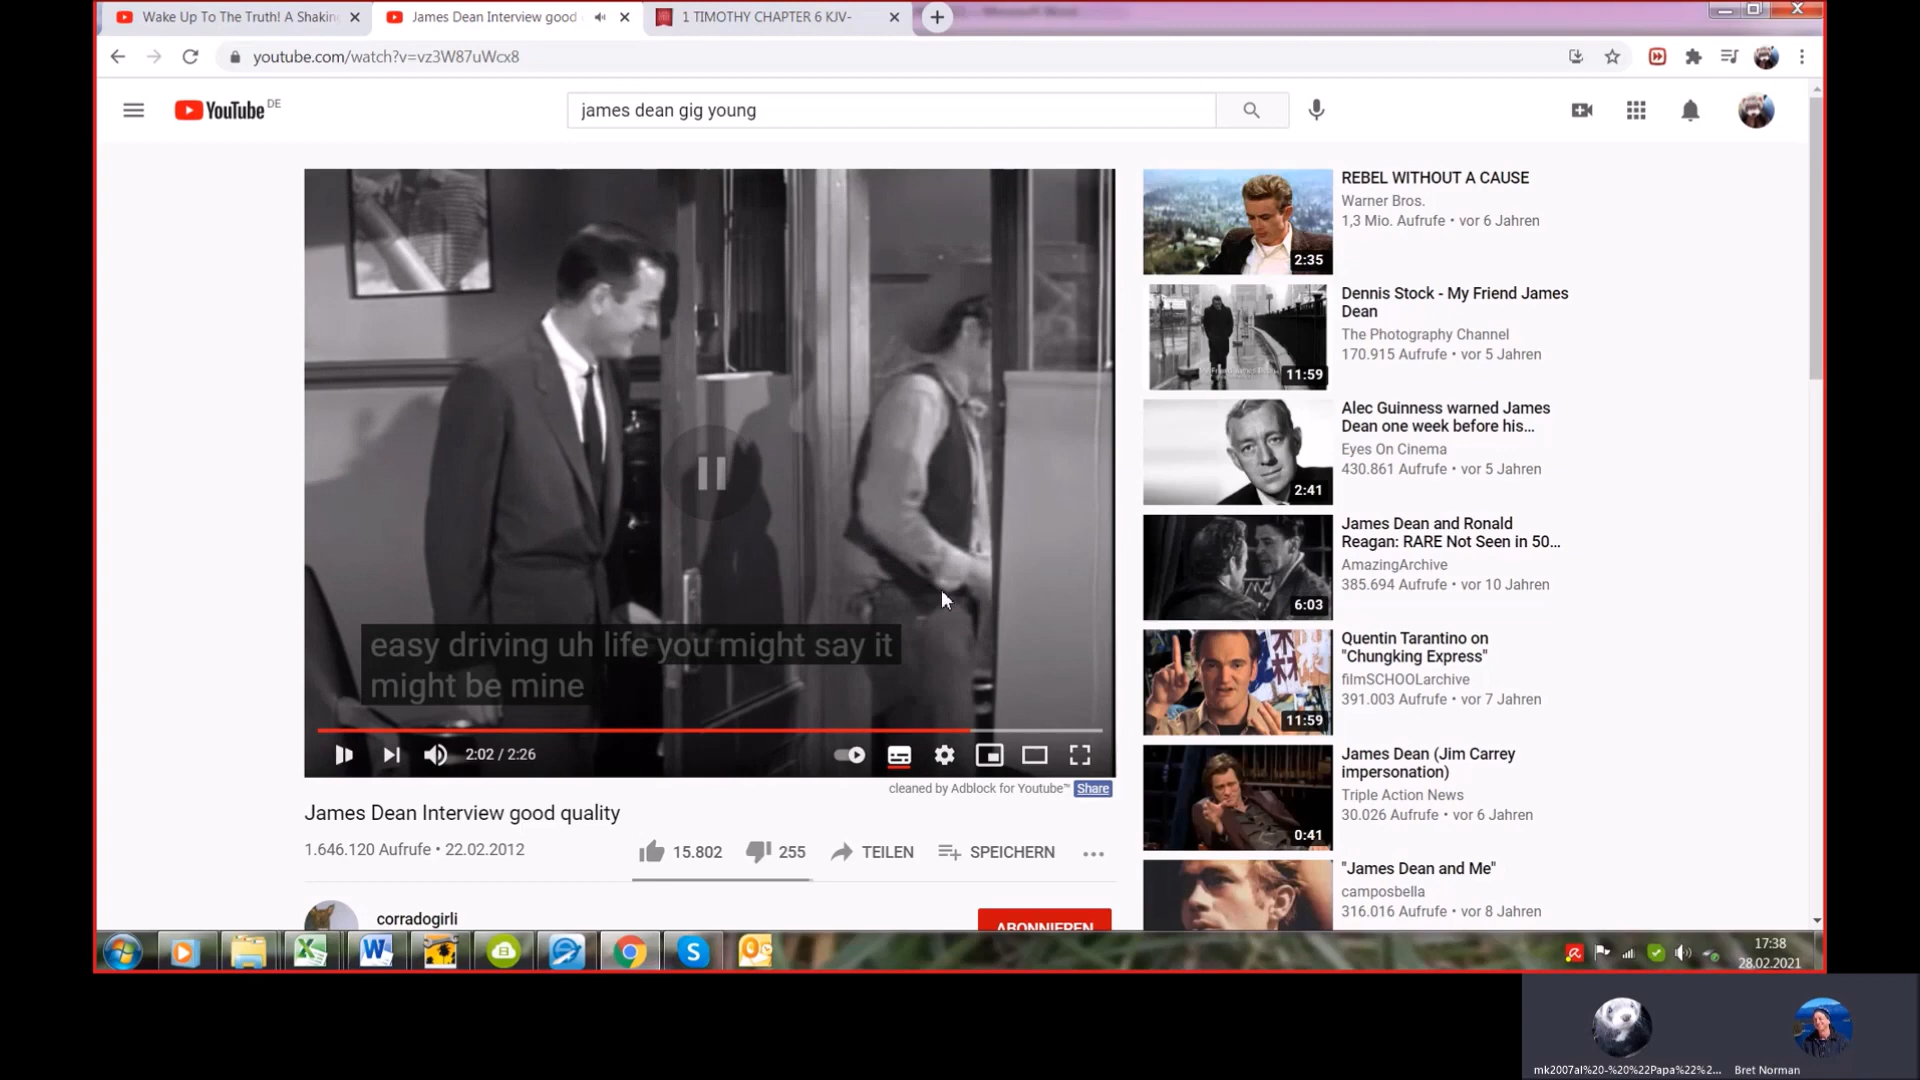 Wake Up To The Truth! A Shakin
James Dean Interview good
1 TIMOTHY CHAPTER 6 KJV-
youtube.com/watch?v=vz3W87uWcx8
YouTube DE
james dean gig young
easy driving uh life you might say it
might be mine
2:02 / 2:26
cleaned by Adblock for Youtube™ Share
James Dean Interview good quality
1.646.120 Aufrufe • 22.02.2012
15.802
255
TEILEN
SPEICHERN
corradogirli
ABONNIEREN
REBEL WITHOUT A CAUSE
Warner Bros.
1,3 Mio. Aufrufe • vor 6 Jahren
2:35
Dennis Stock - My Friend James
Dean
The Photography Channel
170.915 Aufrufe • vor 5 Jahren
11:59
Alec Guinness warned James
Dean one week before his...
Eyes On Cinema
430.861 Aufrufe • vor 5 Jahren
2:41
James Dean and Ronald
Reagan: RARE Not Seen in 50...
AmazingArchive
385.694 Aufrufe • vor 10 Jahren
6:03
Quentin Tarantino on
"Chungking Express"
filmSCHOOLarchive
391.003 Aufrufe • vor 7 Jahren
11:59
James Dean (Jim Carrey
impersonation)
Triple Action News
30.026 Aufrufe • vor 6 Jahren
0:41
"James Dean and Me"
camposbella
316.016 Aufrufe • vor 8 Jahren
17:38
28.02.2021
mk2007al%20-%20%22Papa%22%2...
Bret Norman